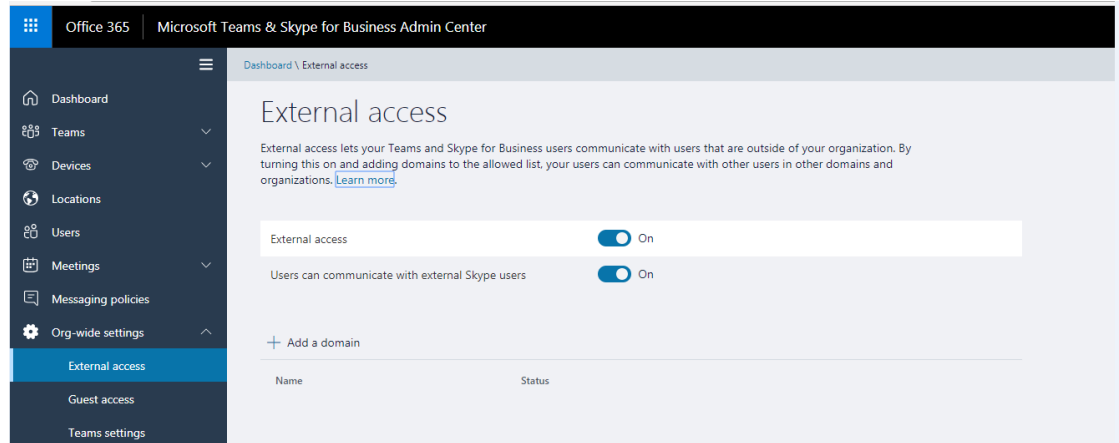 Office 365 Microsoft Teams & Skype for Business Admin Center
Dashboard \ External access
Dashboard
Teams
Devices
Locations
Users
Meetings
Messaging policies
Org-wide settings
External access
Guest access
Teams settings
External access
External access lets your Teams and Skype for Business users communicate with users that are outside of your organization. By
turning this on and adding domains to the allowed list, your users can communicate with other users in other domains and
organizations. Learn more.
External access On
Users can communicate with external Skype users On
Add a domain
Name Status